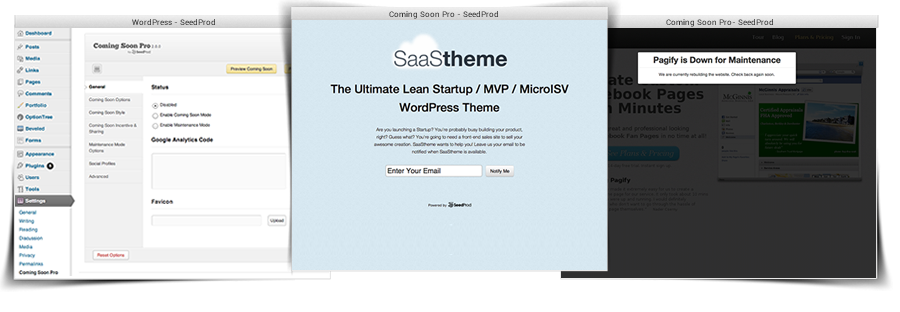 WordPress - SeedProd
Dashboard
Posts
Media
Links
Pages
Comments
Portfolio
OptionTree
Beveled
Forms
Appearance
Plugins
Users
Tools
Settings
General
Writing
Reading
Discussion
Media
Privacy
Permalinks
Coming Soon Pro
Coming Soon Pro
by SeedProd
Preview Coming Soon
General
Coming Soon Options
Coming Soon Style
Coming Soon Incentive &
Sharing
Maintenance Mode
Options
Social Profiles
Advanced
Status
Disabled
Enable Coming Soon Mode
Enable Maintenance Mode
Google Analytics Code
Favicon
Upload
Reset Options
Coming Soon Pro - SeedProd
SaaStheme
The Ultimate Lean Startup / MVP / MicroISV
WordPress Theme
Are you launching a Startup? You're probably busy building your product,
right? Guess what? You're going to need a front-end sales site to sell your
awesome creation. SaaStheme wants to help you! Leave us your email to be
notified when SaaStheme is available.
Enter Your Email
Notify Me
Powered by SeedProd
Coming Soon Pro- SeedProd
Pagify is Down for Maintenance
We are currently rebuilding the website. Check back again soon.